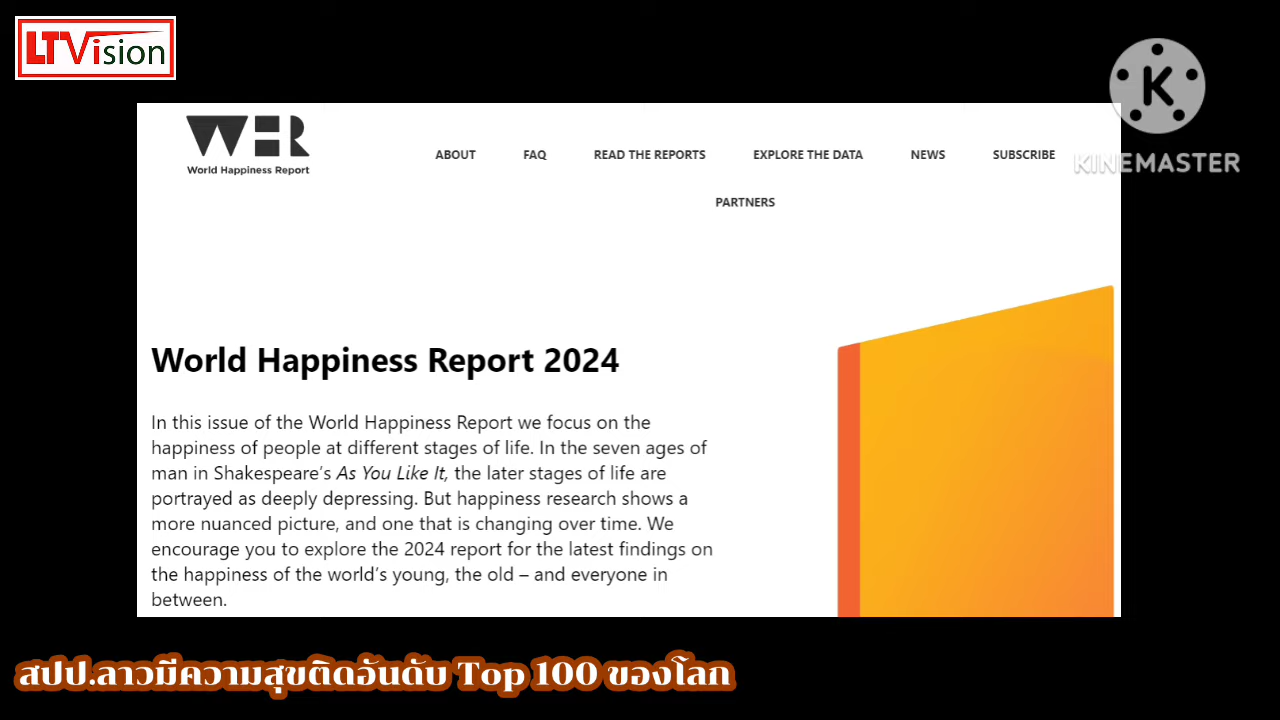 LTVision
K
KINEMASTER
WHR
World Happiness Report
ABOUT FAQ READ THE REPORTS EXPLORE THE DATA NEWS SUBSCRIBE
PARTNERS
World Happiness Report 2024
In this issue of the World Happiness Report we focus on the
happiness of people at different stages of life. In the seven ages of
man in Shakespeare’s As You Like It, the later stages of life are
portrayed as deeply depressing. But happiness research shows a
more nuanced picture, and one that is changing over time. We
encourage you to explore the 2024 report for the latest findings on
the happiness of the world’s young, the old – and everyone in
between.
สปป.ลาวมีความสุขติดอันดับ Top 100 ของโลก